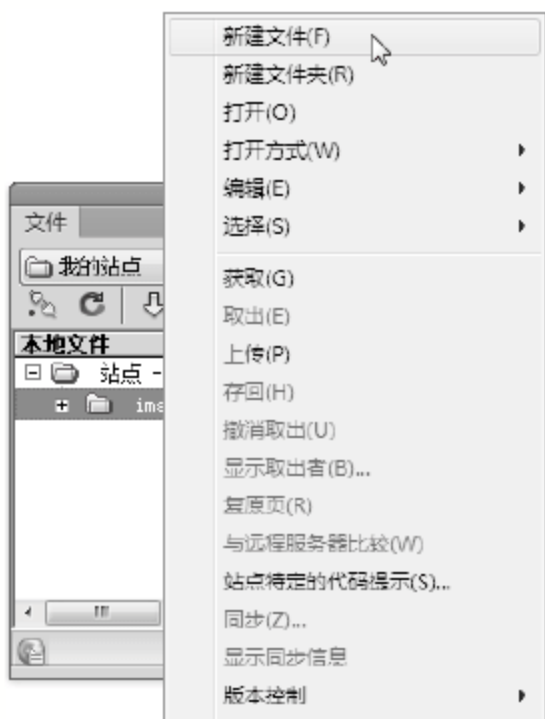 新建文件(F)
新建文件夹(R)
打开(O)
打开方式(W)
编辑(E)
选择(S)
获取(G)
取出(E)
上传(P)
存回(H)
撤消取出(U)
显示取出者(B)...
复原页(R)
与远程服务器比较(W)
站点特定的代码提示(S)...
同步(Z)...
显示同步信息
版本控制
文件
我的站点
本地文件
站点 -
ima